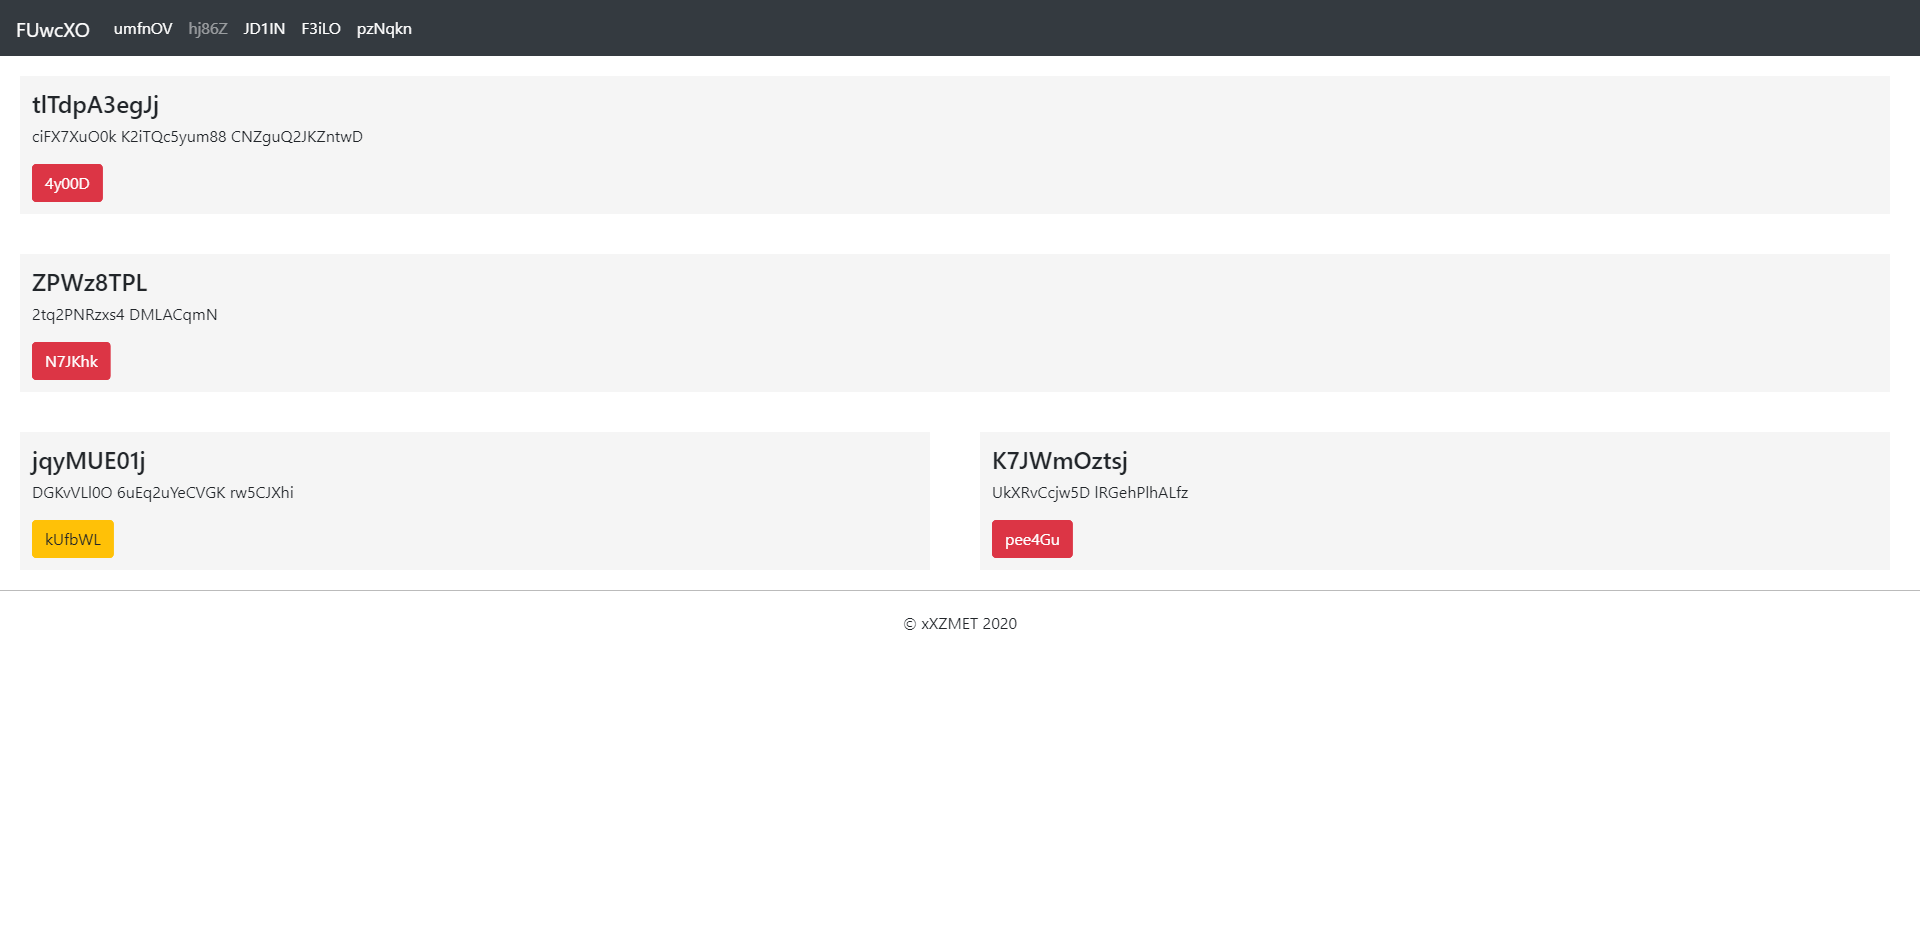 FUwcXO umfnOV hj86Z JD1IN F3iLO pzNqkn
tlTdpA3egJj
ciFX7XuO0k K2iTQc5yum88 CNZguQ2JKZntwD
4y00D
ZPWz8TPL
2tq2PNRzxs4 DMLACqmN
N7JKhk
jqyMUE01j
DGKvVLl0O 6uEq2uYeCVGK rw5CJXhi
kUfbWL
K7JWmOztsj
UkXRvCcjw5D lRGehPlhALfz
pee4Gu
© xXZMET 2020